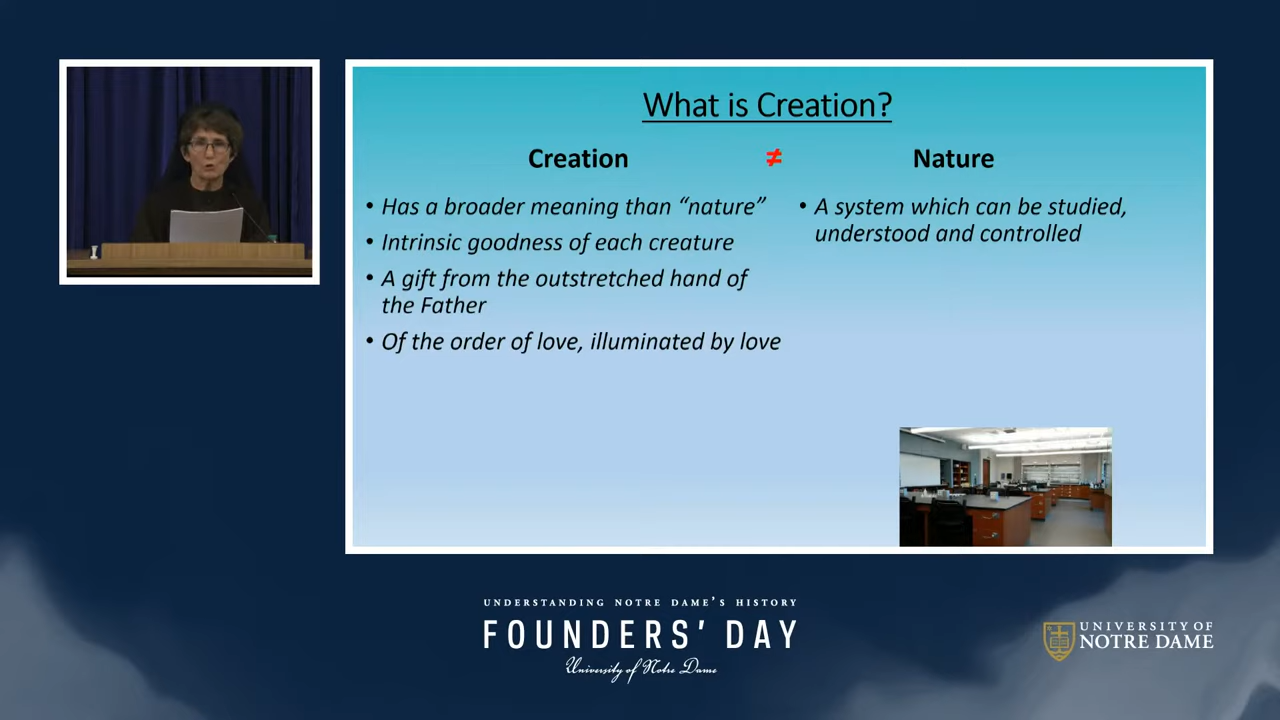 What is Creation?
Creation ≠ Nature
• Has a broader meaning than “nature”
• Intrinsic goodness of each creature
• A gift from the outstretched hand of
the Father
• Of the order of love, illuminated by love
• A system which can be studied,
understood and controlled
UNDERSTANDING NOTRE DAME’S HISTORY
FOUNDERS’ DAY
University of Notre Dame
UNIVERSITY OF
NOTRE DAME